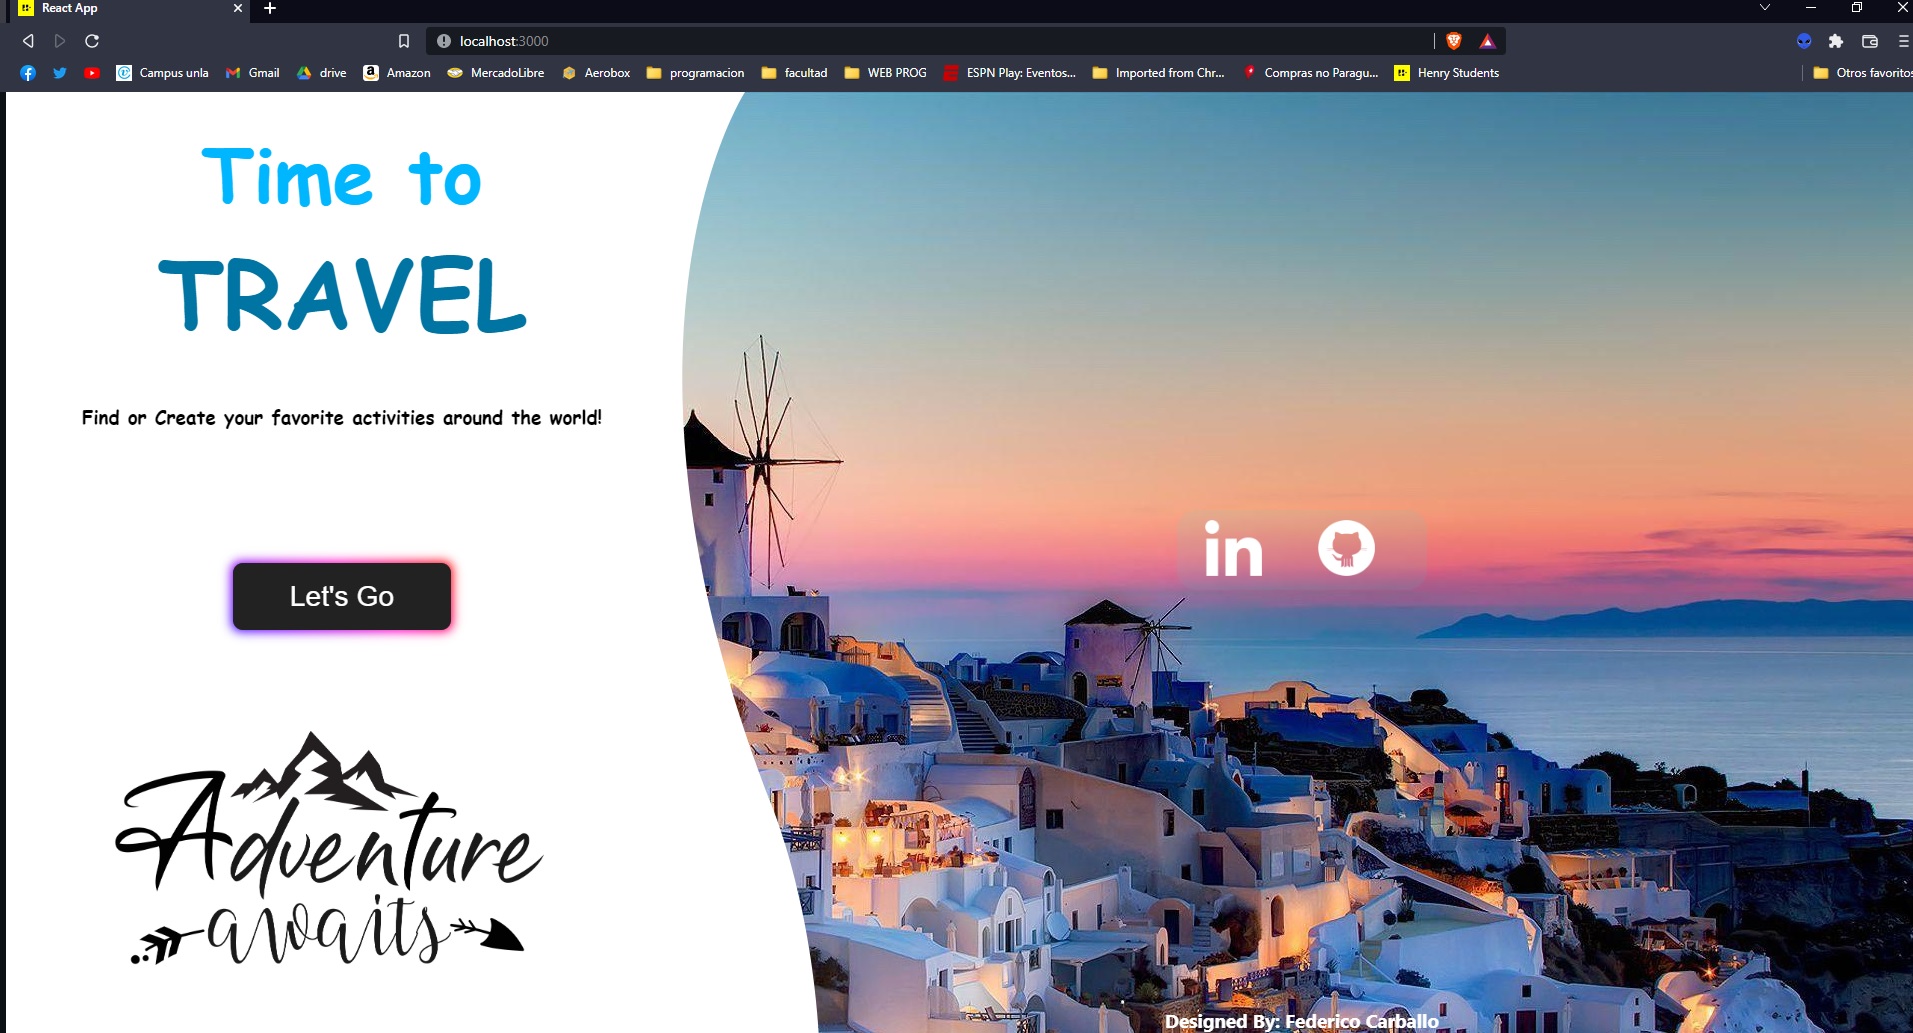 React App
localhost:3000
Campus unla Gmail drive Amazon MercadoLibre Aerobox programacion facultad WEB PROG ESPN Play: Eventos... Imported from Chr... Compras no Paragu... Henry Students Otros favoritos
Time to
TRAVEL
Find or Create your favorite activities around the world!
in
Let's Go
Adventure
awaits
Designed By: Federico Carballo